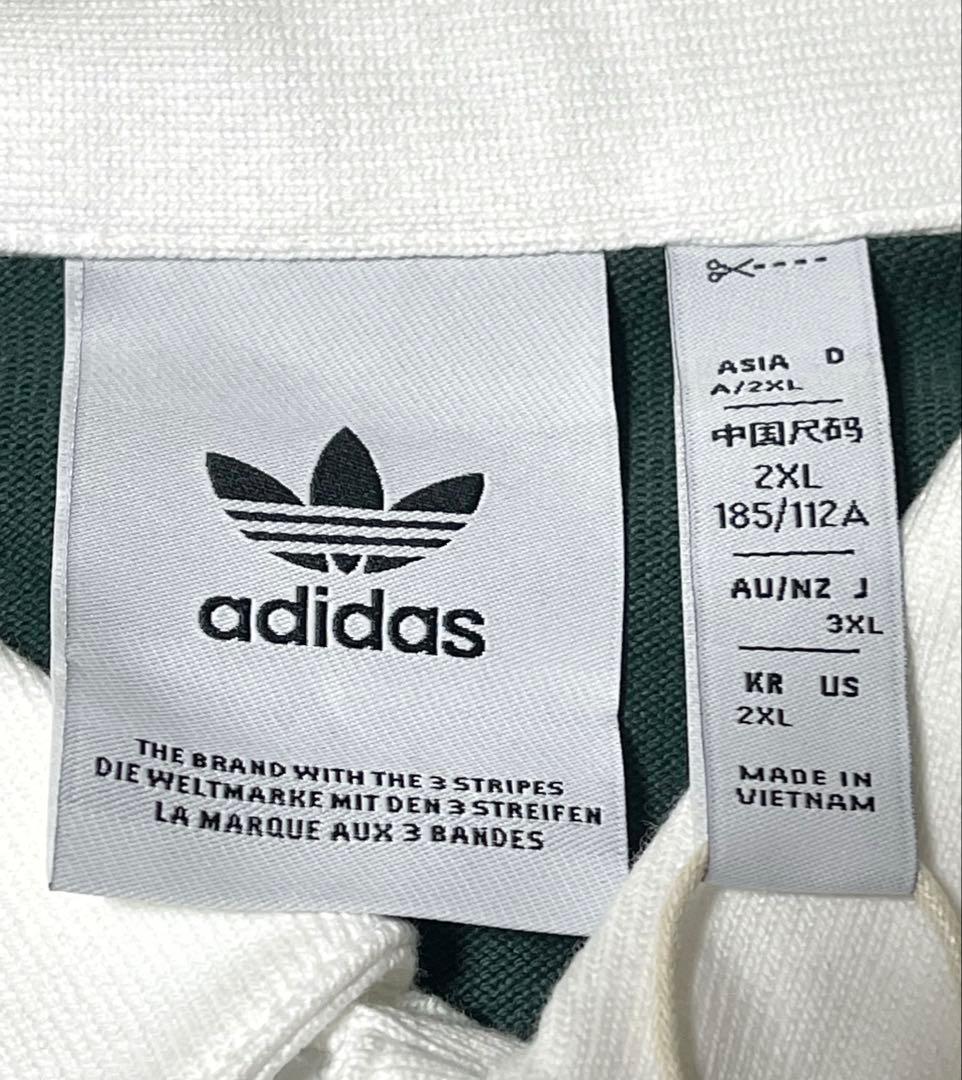 adidas
THE BRAND WITH THE 3 STRIPES
DIE WELTMARKE MIT DEN 3 STREIFEN
LA MARQUE AUX 3 BANDES
ASIA D
A/2XL
中国尺码
2XL
185/112A
AU/NZ J
3XL
KR US
2XL
MADE IN
VIETNAM